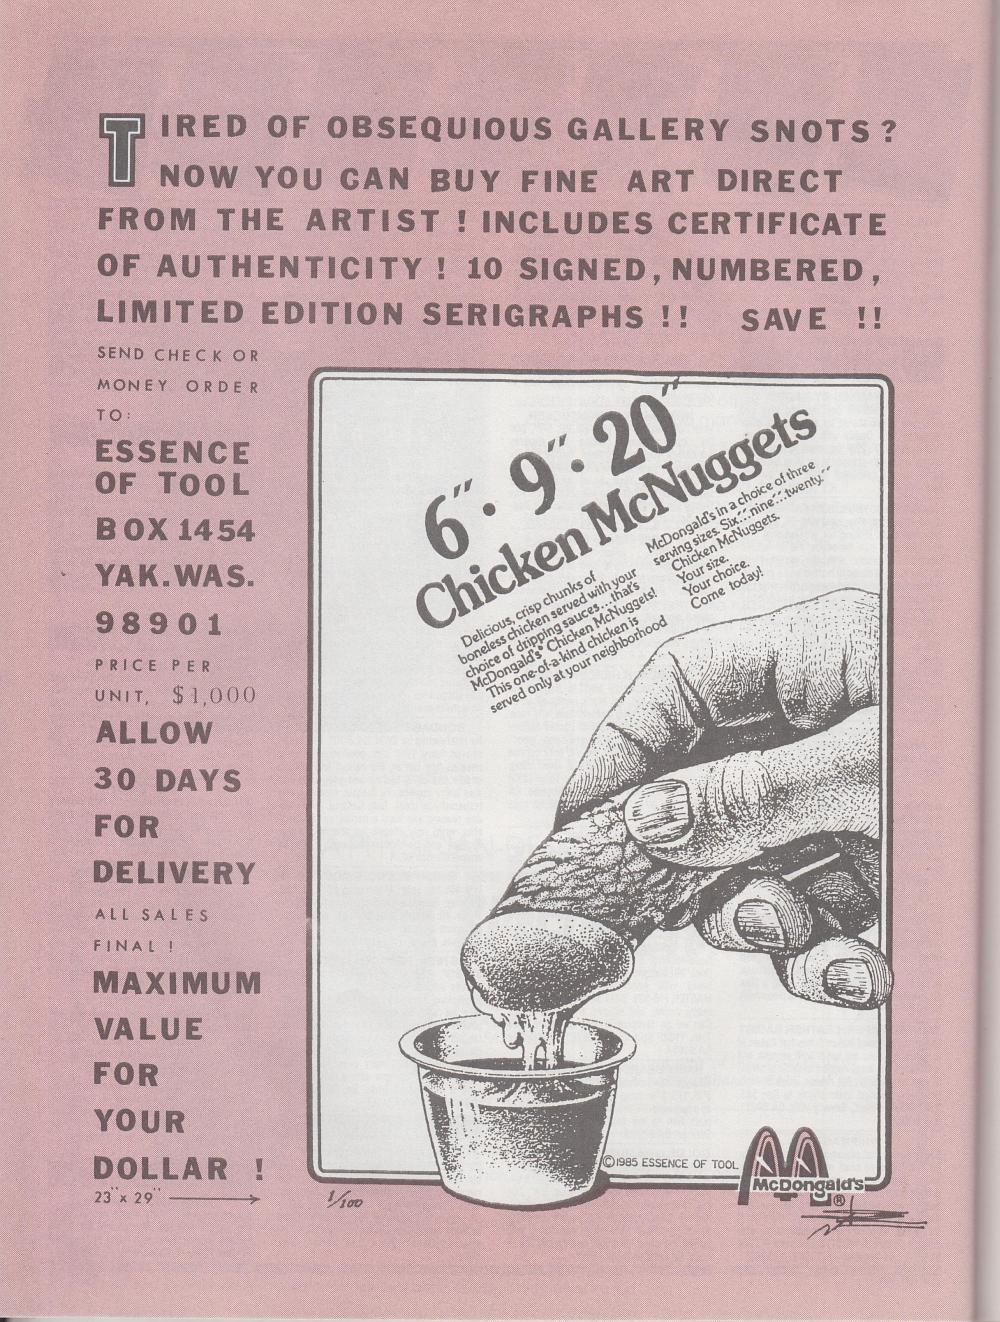 TIRED OF OBSEQUIOUS GALLERY SNOTS?
NOW YOU CAN BUY FINE ART DIRECT
FROM THE ARTIST! INCLUDES CERTIFICATE
OF AUTHENTICITY! 10 SIGNED, NUMBERED,
LIMITED EDITION SERIGRAPHS!! SAVE !!
SEND CHECK OR
MONEY ORDER
TO:
ESSENCE
OF TOOL
BOX 1454
YAK. WAS.
98901
PRICE PER
UNIT, $1,000
ALLOW
30 DAYS
FOR
DELIVERY
ALL SALES
FINAL!
MAXIMUM
VALUE
FOR
YOUR
DOLLAR!
23" x 29"
6"·9"·20"
Chicken McNuggets
Delicious, crisp chunks of
boneless chicken served with your
choice of dripping sauces...that's
McDongald's® Chicken McNuggets!
This one-of-a-kind chicken is
served only at your neighborhood
McDongald's in a choice of three
serving sizes. Six"...nine"...twenty."
Chicken McNuggets.
Your size.
Your choice.
Come today!
©1985 ESSENCE OF TOOL
McDongald's
®
1/100